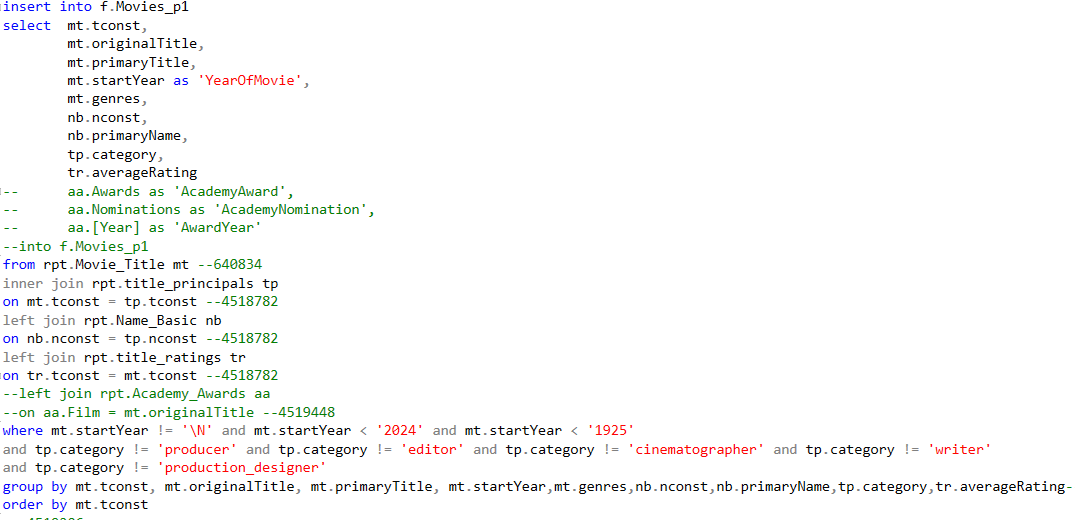 insert into f.Movies_p1
select  mt.tconst,
        mt.originalTitle,
        mt.primaryTitle,
        mt.startYear as 'YearOfMovie',
        mt.genres,
        nb.nconst,
        nb.primaryName,
        tp.category,
        tr.averageRating
--      aa.Awards as 'AcademyAward',
--      aa.Nominations as 'AcademyNomination',
--      aa.[Year] as 'AwardYear'
--into f.Movies_p1
from rpt.Movie_Title mt --640834
inner join rpt.title_principals tp
on mt.tconst = tp.tconst --4518782
left join rpt.Name_Basic nb
on nb.nconst = tp.nconst --4518782
left join rpt.title_ratings tr
on tr.tconst = mt.tconst --4518782
--left join rpt.Academy_Awards aa
--on aa.Film = mt.originalTitle --4519448
where mt.startYear != '\N' and mt.startYear < '2024' and mt.startYear < '1925'
and tp.category != 'producer' and tp.category != 'editor' and tp.category != 'cinematographer' and tp.category != 'writer'
and tp.category != 'production_designer'
group by mt.tconst, mt.originalTitle, mt.primaryTitle, mt.startYear,mt.genres,nb.nconst,nb.primaryName,tp.category,tr.averageRating-
order by mt.tconst